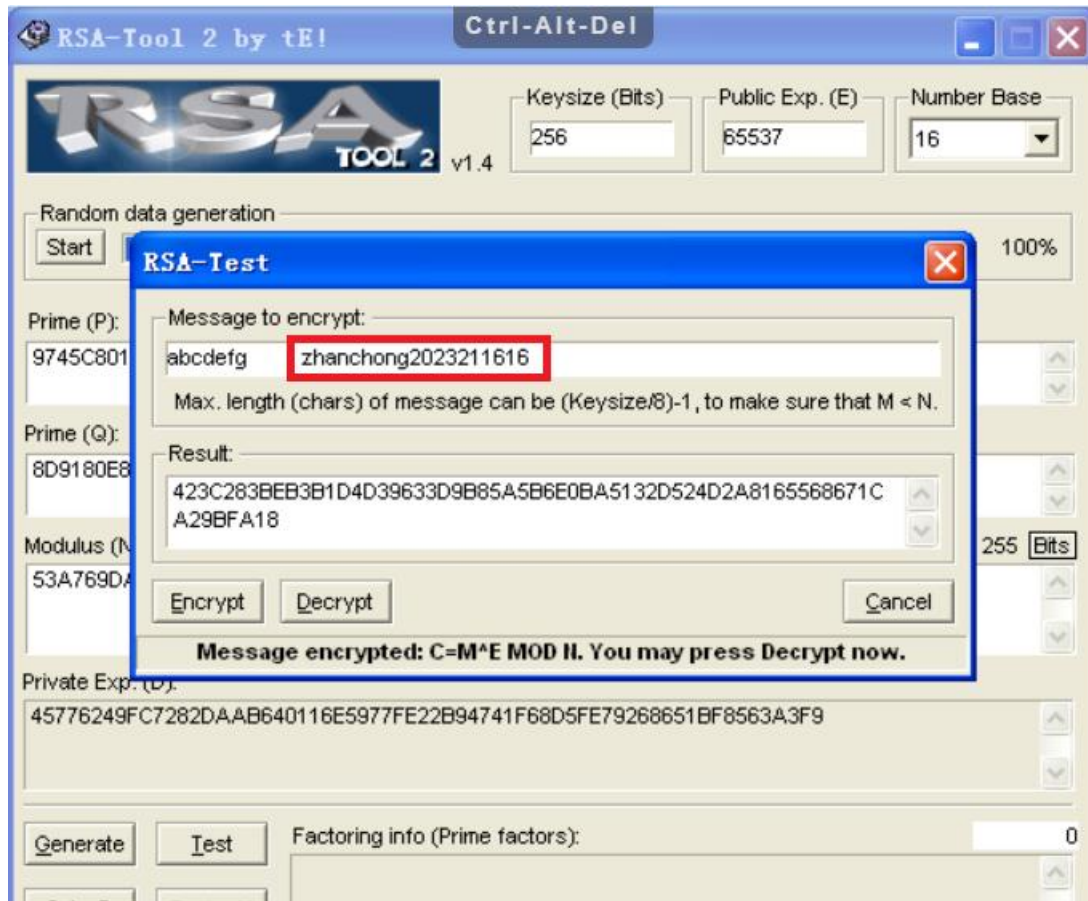 RSA-Tool 2 by tE!
Ctrl-Alt-Del
RSA
TOOL 2 v1.4
Keysize (Bits)
256
Public Exp. (E)
65537
Number Base
16
Random data generation
Start
100%
RSA-Test
Message to encrypt:
abcdefg zhanchong2023211616
Max. length (chars) of message can be (Keysize/8)-1, to make sure that M < N.
Result:
423C283BEB3B1D4D39633D9B85A5B6E0BA5132D524D2A8165568671C
A29BFA18
Encrypt Decrypt Cancel
Message encrypted: C=M^E MOD N. You may press Decrypt now.
Prime (P):
9745C801
Prime (Q):
8D9180E8
Modulus (N
255 Bits
53A769DA
Private Exp. (D):
45776249FC7282DAAB640116E5977FE22B94741F68D5FE79268651BF8563A3F9
Generate Test
Factoring info (Prime factors):
0